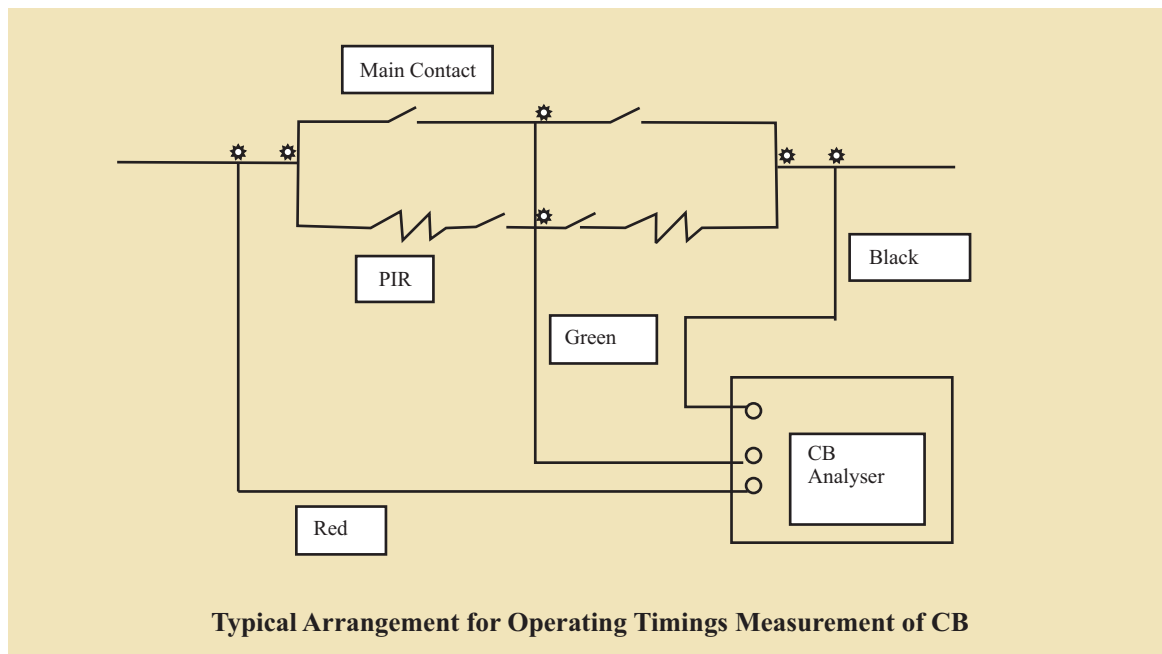 Main Contact
PIR
Black
Green
CB
Analyser
Red
Typical Arrangement for Operating Timings Measurement of CB